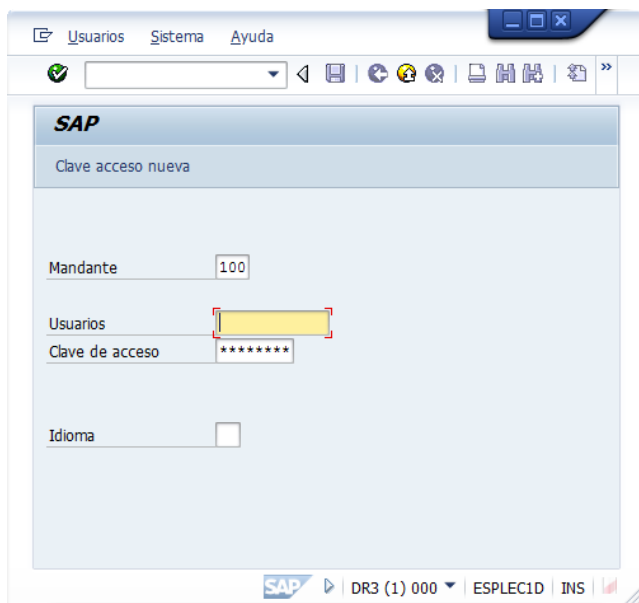 Usuarios Sistema Ayuda
SAP
Clave acceso nueva
Mandante 100
Usuarios
Clave de acceso ********
Idioma
SAP DR3 (1) 000 ESPLEC1D INS